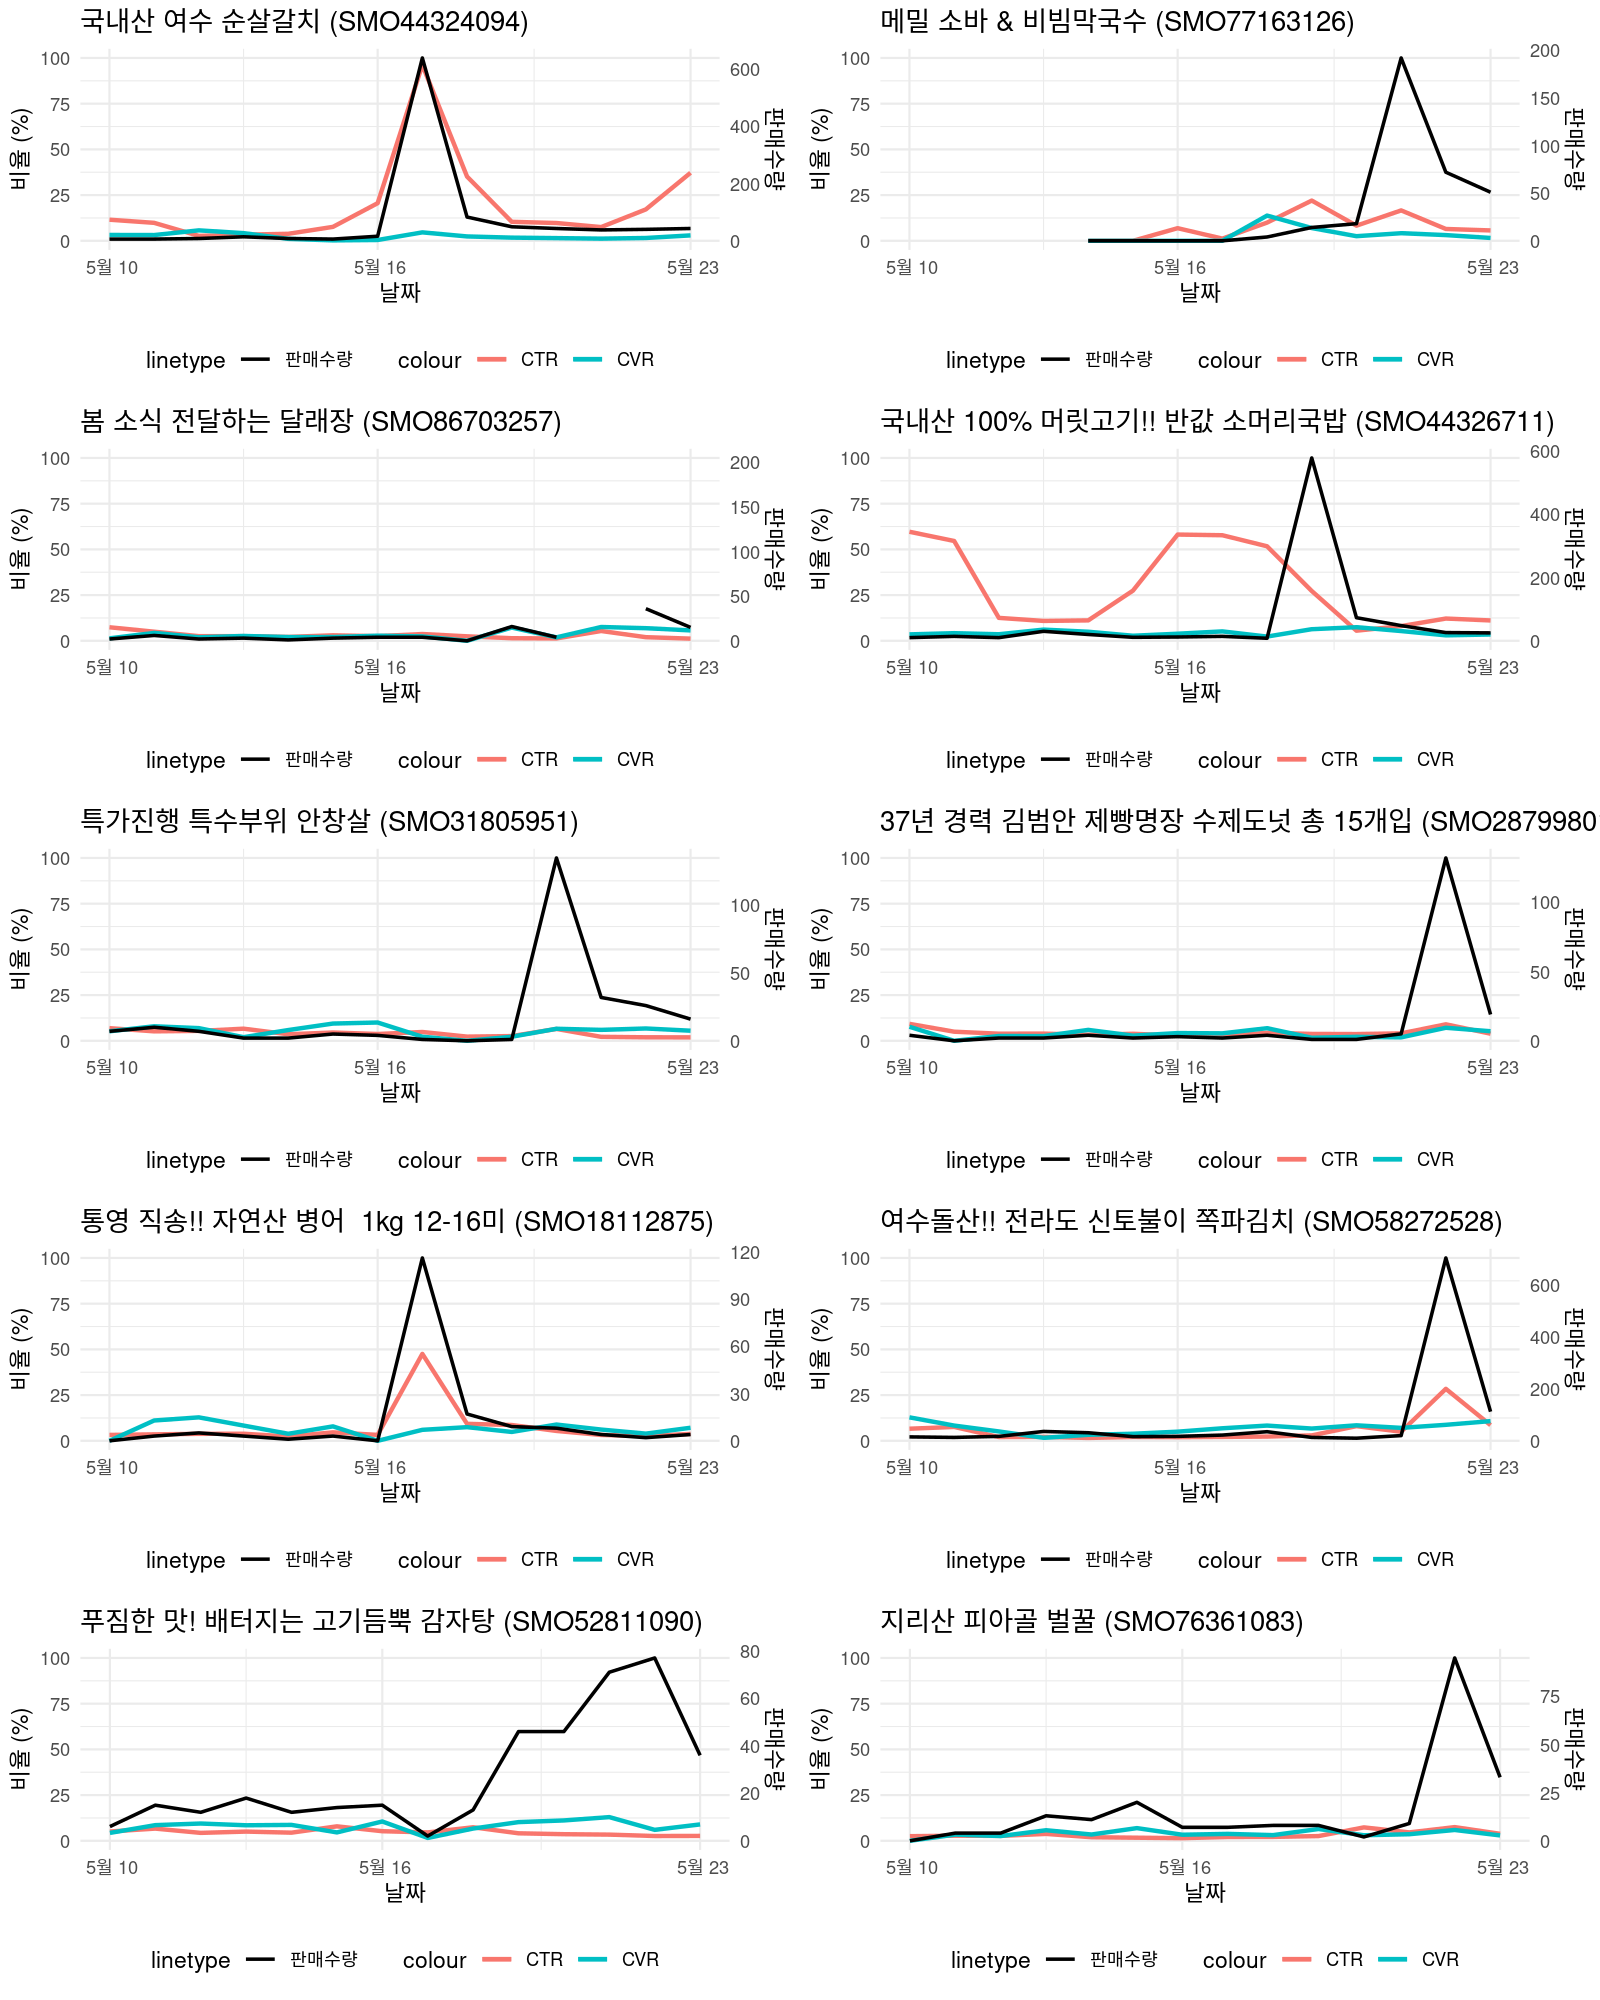 국내산 여수 순살갈치 (SMO44324094)
100
75
50
25
0
비율 (%)
600
400
200
0
판매수량
5월 10
5월 16
5월 23
날짜
linetype 판매수량 colour CTR CVR
메밀 소바 & 비빔막국수 (SMO77163126)
100
75
50
25
0
비율 (%)
200
150
100
50
0
판매수량
5월 10
5월 16
5월 23
날짜
linetype 판매수량 colour CTR CVR
봄 소식 전달하는 달래장 (SMO86703257)
100
75
50
25
0
비율 (%)
200
150
100
50
0
판매수량
5월 10
5월 16
5월 23
날짜
linetype 판매수량 colour CTR CVR
국내산 100% 머릿고기!! 반값 소머리국밥 (SMO44326711)
100
75
50
25
0
비율 (%)
600
400
200
0
판매수량
5월 10
5월 16
5월 23
날짜
linetype 판매수량 colour CTR CVR
특가진행 특수부위 안창살 (SMO31805951)
100
75
50
25
0
비율 (%)
100
50
0
판매수량
5월 10
5월 16
5월 23
날짜
linetype 판매수량 colour CTR CVR
37년 경력 김범안 제빵명장 수제도넛 총 15개입 (SMO2879980
100
75
50
25
0
비율 (%)
100
50
0
판매수량
5월 10
5월 16
5월 23
날짜
linetype 판매수량 colour CTR CVR
통영 직송!! 자연산 병어  1kg 12-16미 (SMO18112875)
100
75
50
25
0
비율 (%)
120
90
60
30
0
판매수량
5월 10
5월 16
5월 23
날짜
linetype 판매수량 colour CTR CVR
여수돌산!! 전라도 신토불이 쪽파김치 (SMO58272528)
100
75
50
25
0
비율 (%)
600
400
200
0
판매수량
5월 10
5월 16
5월 23
날짜
linetype 판매수량 colour CTR CVR
푸짐한 맛! 배터지는 고기듬뿍 감자탕 (SMO52811090)
100
75
50
25
0
비율 (%)
80
60
40
20
0
판매수량
5월 10
5월 16
5월 23
날짜
linetype 판매수량 colour CTR CVR
지리산 피아골 벌꿀 (SMO76361083)
100
75
50
25
0
비율 (%)
75
50
25
0
판매수량
5월 10
5월 16
5월 23
날짜
linetype 판매수량 colour CTR CVR